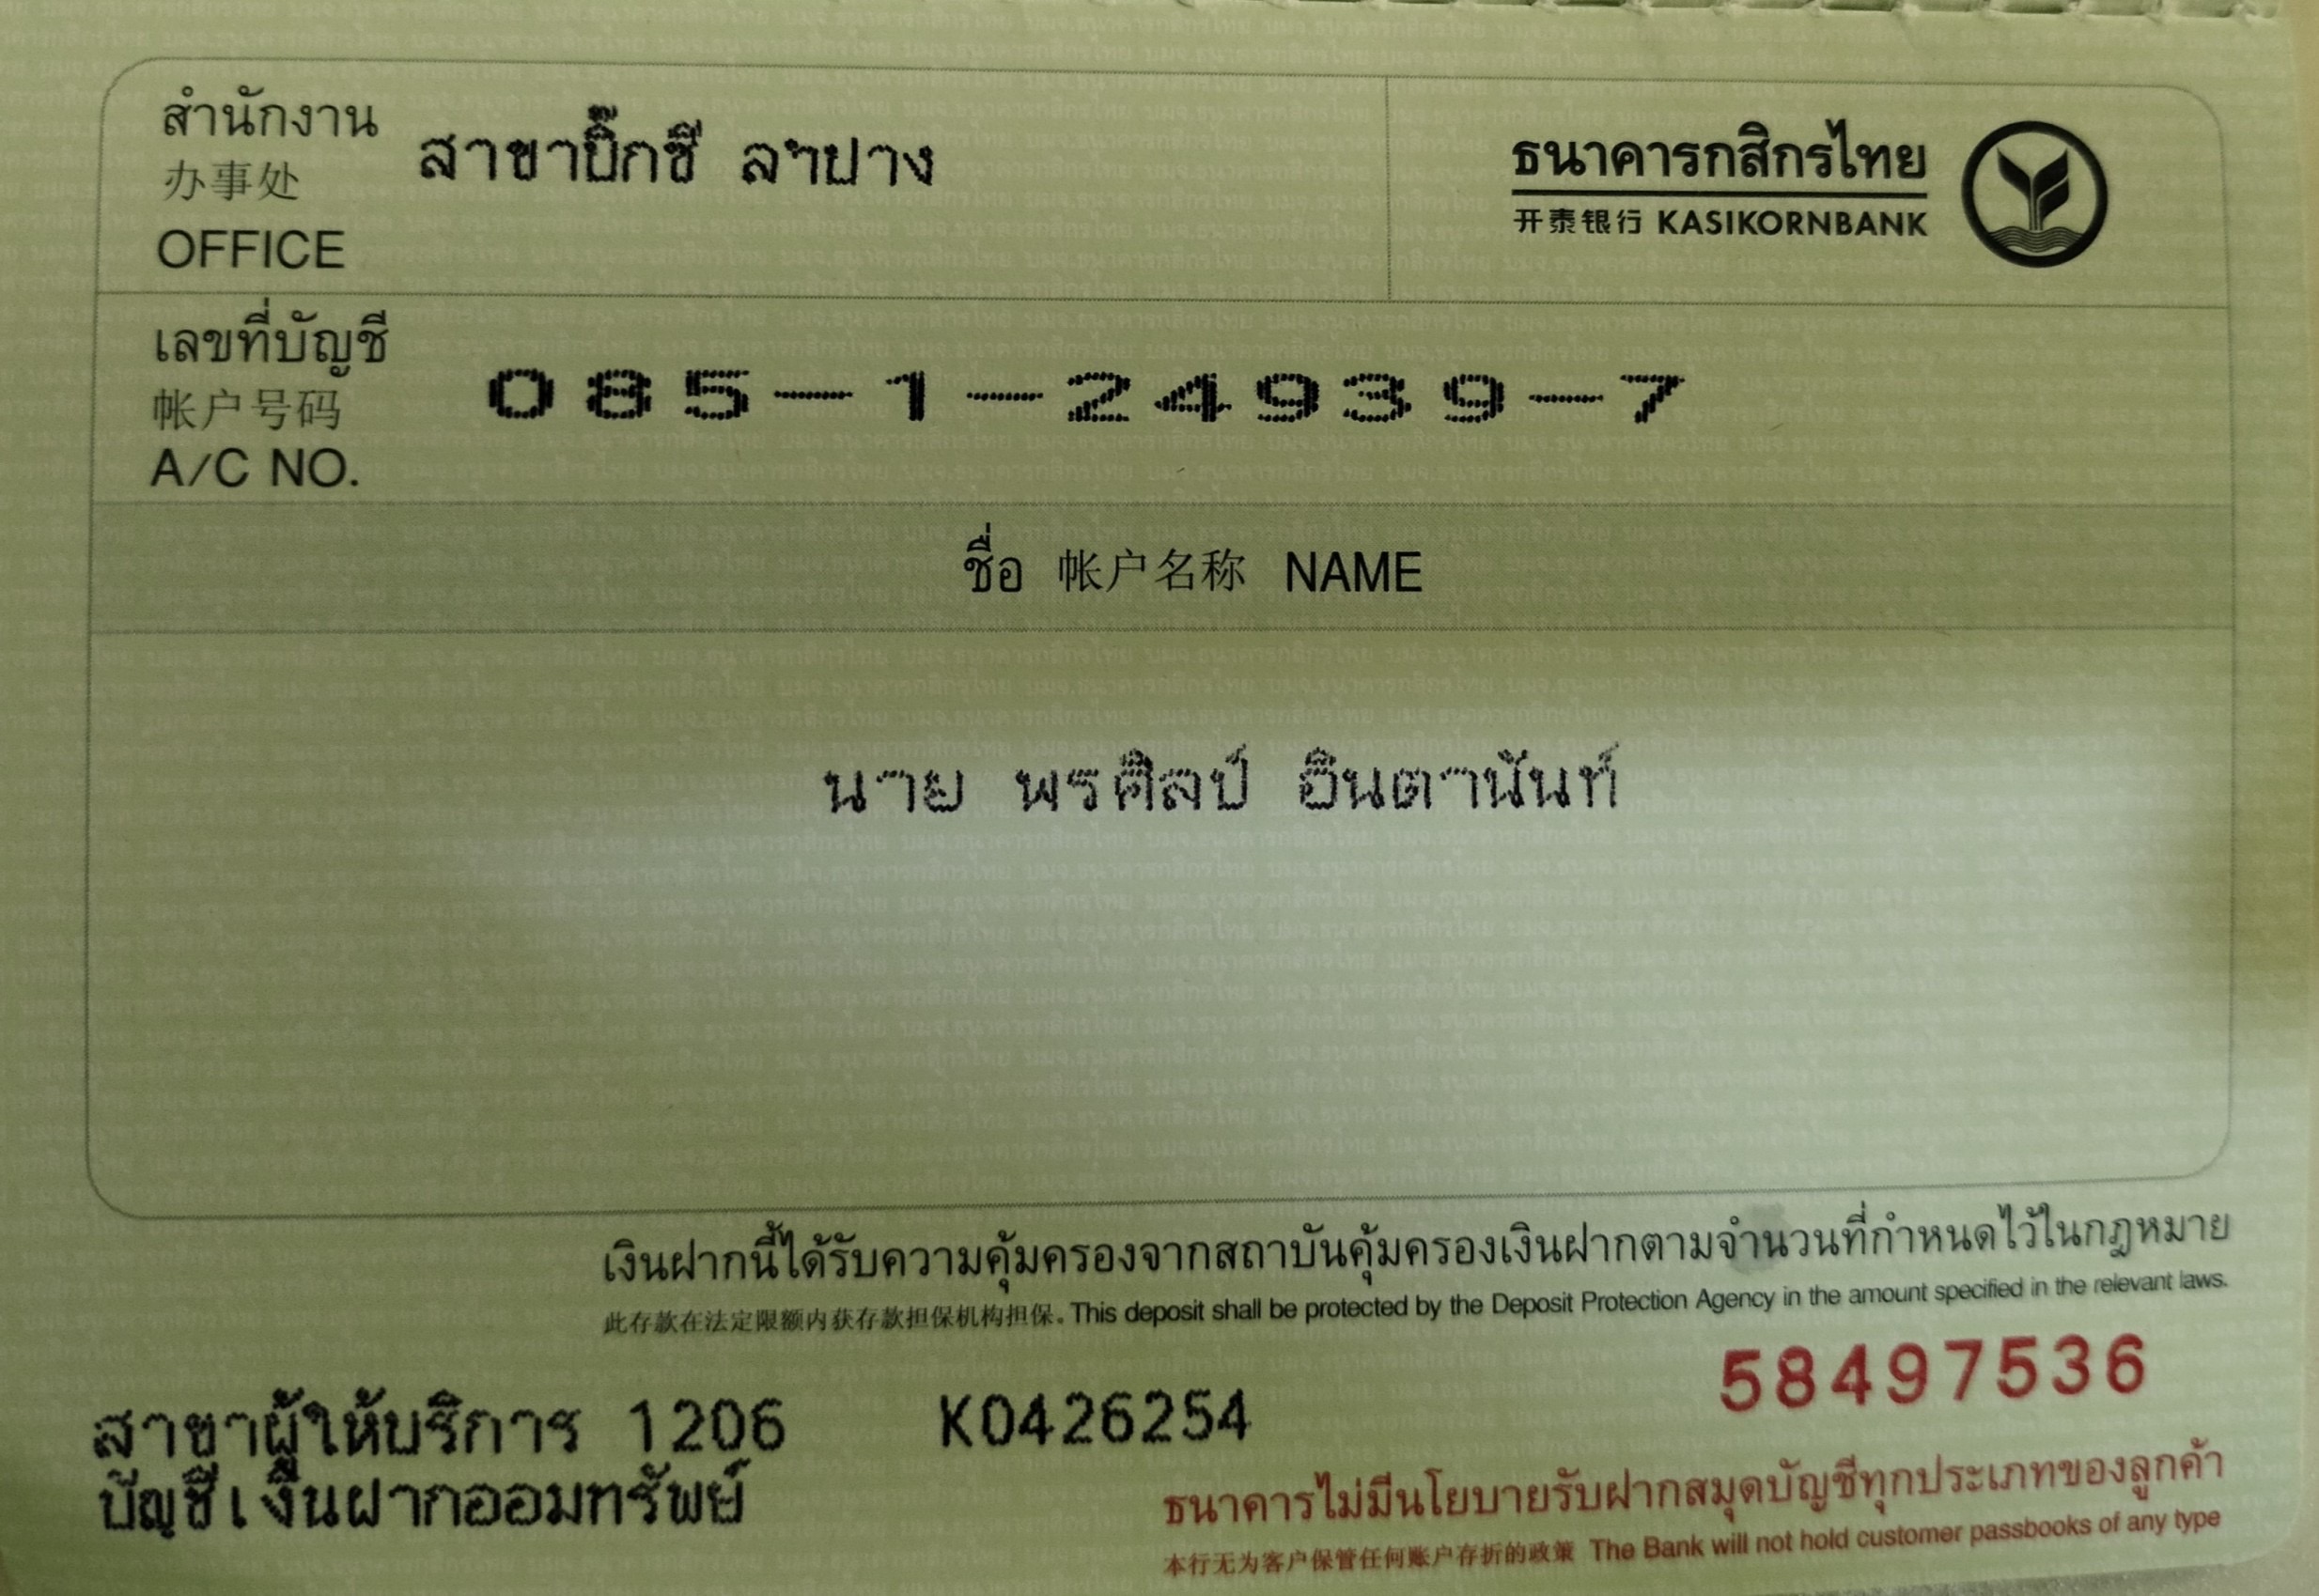 สำนักงาน
办事处
OFFICE
สาขาบิ๊กซี ลำปาง
ธนาคารกสิกรไทย
开泰银行 KASIKORNBANK
เลขที่บัญชี
帐户号码
A/C NO.
085-1-24939-7
ชื่อ 帐户名称 NAME
นาย พรศิลป์ อินตานันท์
เงินฝากนี้ได้รับความคุ้มครองจากสถาบันคุ้มครองเงินฝากตามจำนวนที่กำหนดไว้ในกฎหมาย
此存款在法定限额内获存款担保机构担保。This deposit shall be protected by the Deposit Protection Agency in the amount specified in the relevant laws.
58497536
สาขาผู้ให้บริการ 1206 K0426254
บัญชีเงินฝากออมทรัพย์
ธนาคารไม่มีนโยบายรับฝากสมุดบัญชีทุกประเภทของลูกค้า
本行无为客户保管任何账户存折的政策 The Bank will not hold customer passbooks of any type